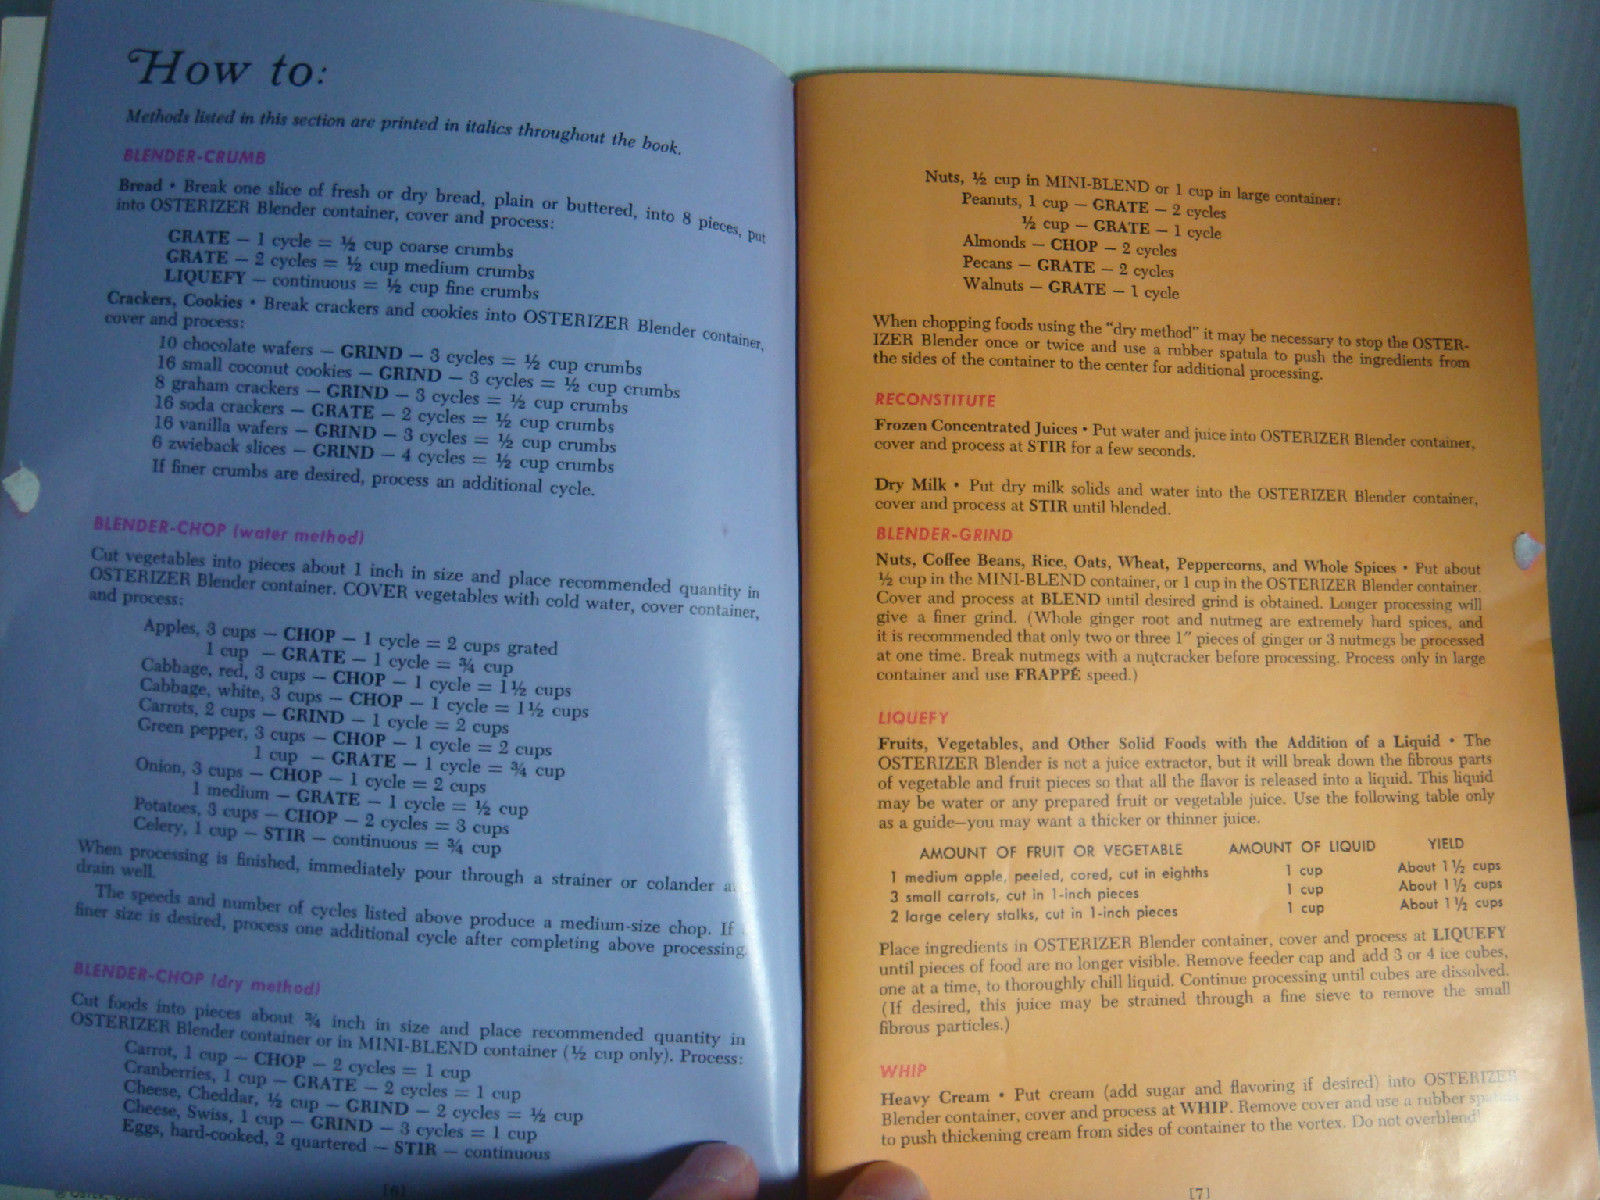 How to:
Methods listed in this section are printed in italics throughout the book.
BLENDER-CRUMB
Bread • Break one slice of fresh or dry bread, plain or buttered, into 8 pieces, put
into OSTERIZER Blender container, cover and process:
GRATE — 1 cycle = ½ cup coarse crumbs
GRATE — 2 cycles = ½ cup medium crumbs
LIQUEFY — continuous = ½ cup fine crumbs
Crackers, Cookies • Break crackers and cookies into OSTERIZER Blender container,
cover and process:
10 chocolate wafers — GRIND — 3 cycles = ½ cup crumbs
16 small coconut cookies — GRIND — 3 cycles = ½ cup crumbs
8 graham crackers — GRIND — 3 cycles = ½ cup crumbs
16 soda crackers — GRATE — 2 cycles = ½ cup crumbs
16 vanilla wafers — GRIND — 3 cycles = ½ cup crumbs
6 zwieback slices — GRIND — 4 cycles = ½ cup crumbs
If finer crumbs are desired, process an additional cycle.
BLENDER-CHOP (water method)
Cut vegetables into pieces about 1 inch in size and place recommended quantity in
OSTERIZER Blender container. COVER vegetables with cold water, cover container,
and process:
Apples, 3 cups — CHOP — 1 cycle = 2 cups grated
1 cup — GRATE — 1 cycle = ¾ cup
Cabbage, red, 3 cups — CHOP — 1 cycle = 1½ cups
Cabbage, white, 3 cups — CHOP — 1 cycle = 1½ cups
Carrots, 2 cups — GRIND — 1 cycle = 2 cups
Green pepper, 3 cups — CHOP — 1 cycle = 2 cups
1 cup — GRATE — 1 cycle = ¾ cup
Onion, 3 cups — CHOP — 1 cycle = 2 cups
1 medium — GRATE — 1 cycle = ½ cup
Potatoes, 3 cups — CHOP — 2 cycles = 3 cups
Celery, 1 cup — STIR — continuous = ¾ cup
When processing is finished, immediately pour through a strainer or colander
drain well.
The speeds and number of cycles listed above produce a medium-size chop. If
finer size is desired, process one additional cycle after completing above processing.
BLENDER-CHOP (dry method)
Cut foods into pieces about ¾ inch in size and place recommended quantity in
OSTERIZER Blender container or in MINI-BLEND container (½ cup only). Process:
Carrot, 1 cup — CHOP — 2 cycles = 1 cup
Cranberries, 1 cup — GRATE — 2 cycles = 1 cup
Cheese, Cheddar, ½ cup — GRIND — 2 cycles = ½ cup
Cheese, Swiss, 1 cup — GRIND — 3 cycles = 1 cup
Eggs, hard-cooked, 2 quartered — STIR — continuous
[6]
Nuts, ½ cup in MINI-BLEND or 1 cup in large container:
Peanuts, 1 cup — GRATE — 2 cycles
½ cup — GRATE — 1 cycle
Almonds — CHOP — 2 cycles
Pecans — GRATE — 2 cycles
Walnuts — GRATE — 1 cycle
When chopping foods using the "dry method" it may be necessary to stop the OSTER-
IZER Blender once or twice and use a rubber spatula to push the ingredients from
the sides of the container to the center for additional processing.
RECONSTITUTE
Frozen Concentrated Juices • Put water and juice into OSTERIZER Blender container,
cover and process at STIR for a few seconds.
Dry Milk • Put dry milk solids and water into the OSTERIZER Blender container,
cover and process at STIR until blended.
BLENDER-GRIND
Nuts, Coffee Beans, Rice, Oats, Wheat, Peppercorns, and Whole Spices • Put about
½ cup in the MINI-BLEND container, or 1 cup in the OSTERIZER Blender container.
Cover and process at BLEND until desired grind is obtained. Longer processing will
give a finer grind. (Whole ginger root and nutmeg are extremely hard spices, and
it is recommended that only two or three 1" pieces of ginger or 3 nutmegs be processed
at one time. Break nutmegs with a nutcracker before processing. Process only in large
container and use FRAPPÉ speed.)
LIQUEFY
Fruits, Vegetables, and Other Solid Foods with the Addition of a Liquid • The
OSTERIZER Blender is not a juice extractor, but it will break down the fibrous parts
of vegetable and fruit pieces so that all the flavor is released into a liquid. This liquid
may be water or any prepared fruit or vegetable juice. Use the following table only
as a guide—you may want a thicker or thinner juice.
AMOUNT OF FRUIT OR VEGETABLE AMOUNT OF LIQUID YIELD
1 medium apple, peeled, cored, cut in eighths 1 cup About 1½ cups
3 small carrots, cut in 1-inch pieces 1 cup About 1½ cups
2 large celery stalks, cut in 1-inch pieces 1 cup About 1½ cups
Place ingredients in OSTERIZER Blender container, cover and process at LIQUEFY
until pieces of food are no longer visible. Remove feeder cap and add 3 or 4 ice cubes,
one at a time, to thoroughly chill liquid. Continue processing until cubes are dissolved.
(If desired, this juice may be strained through a fine sieve to remove the small
fibrous particles.)
WHIP
Heavy Cream • Put cream (add sugar and flavoring if desired) into OSTERIZER
Blender container, cover and process at WHIP. Remove cover and use a rubber spatula
to push thickening cream from sides of container to the vortex. Do not overblend!
[7]